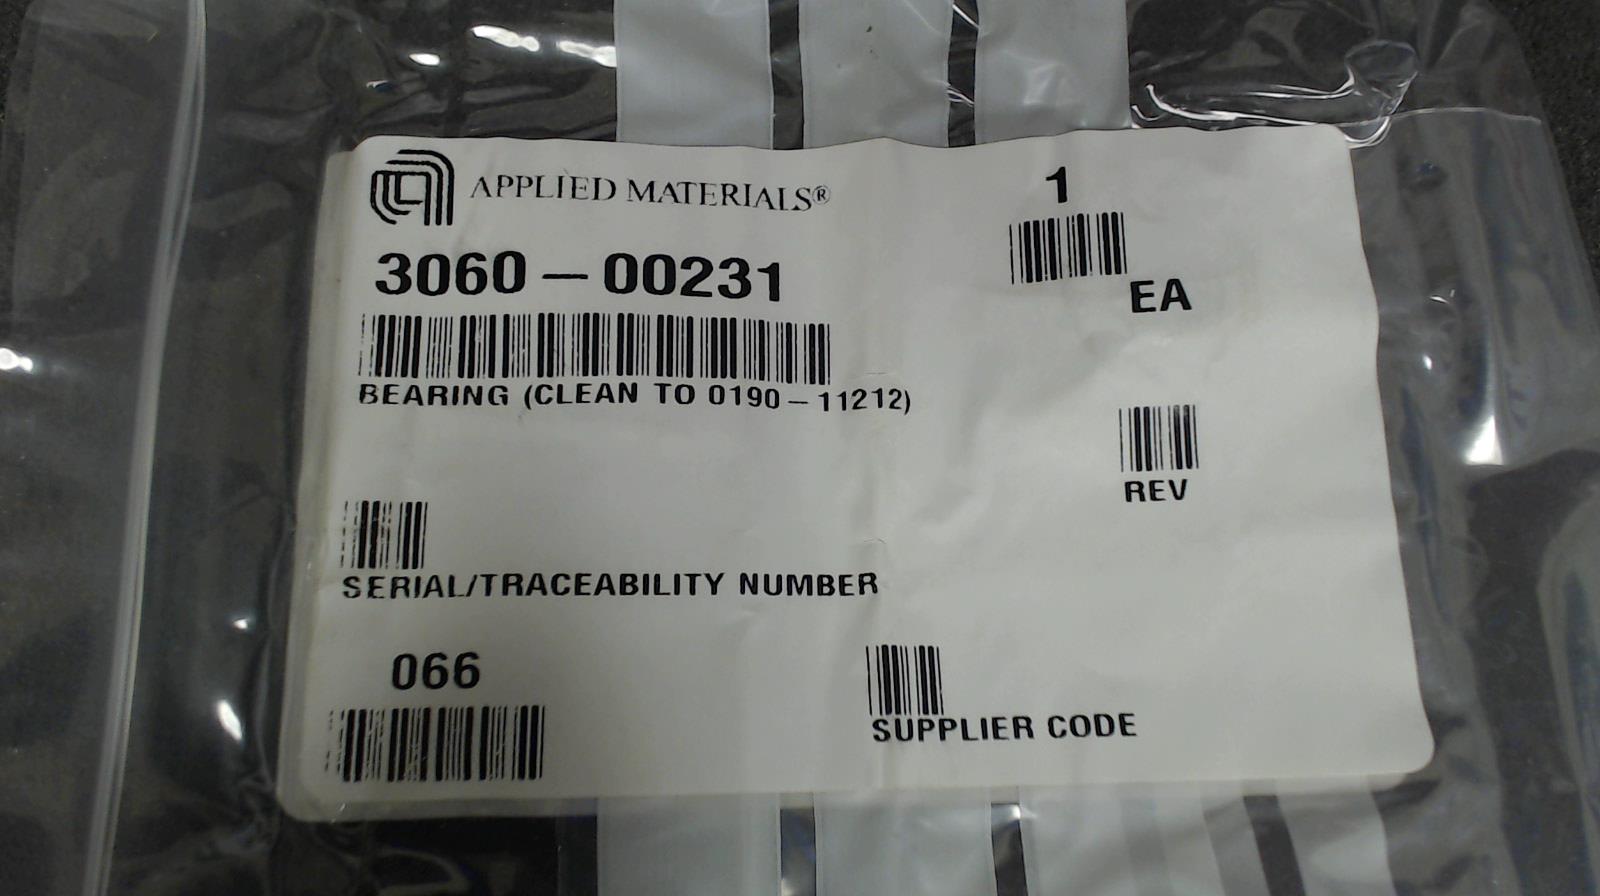 APPLIED MATERIALS®
1
3060-00231
EA
BEARING (CLEAN TO 0190-11212)
REV
SERIAL/TRACEABILITY NUMBER
066
SUPPLIER CODE